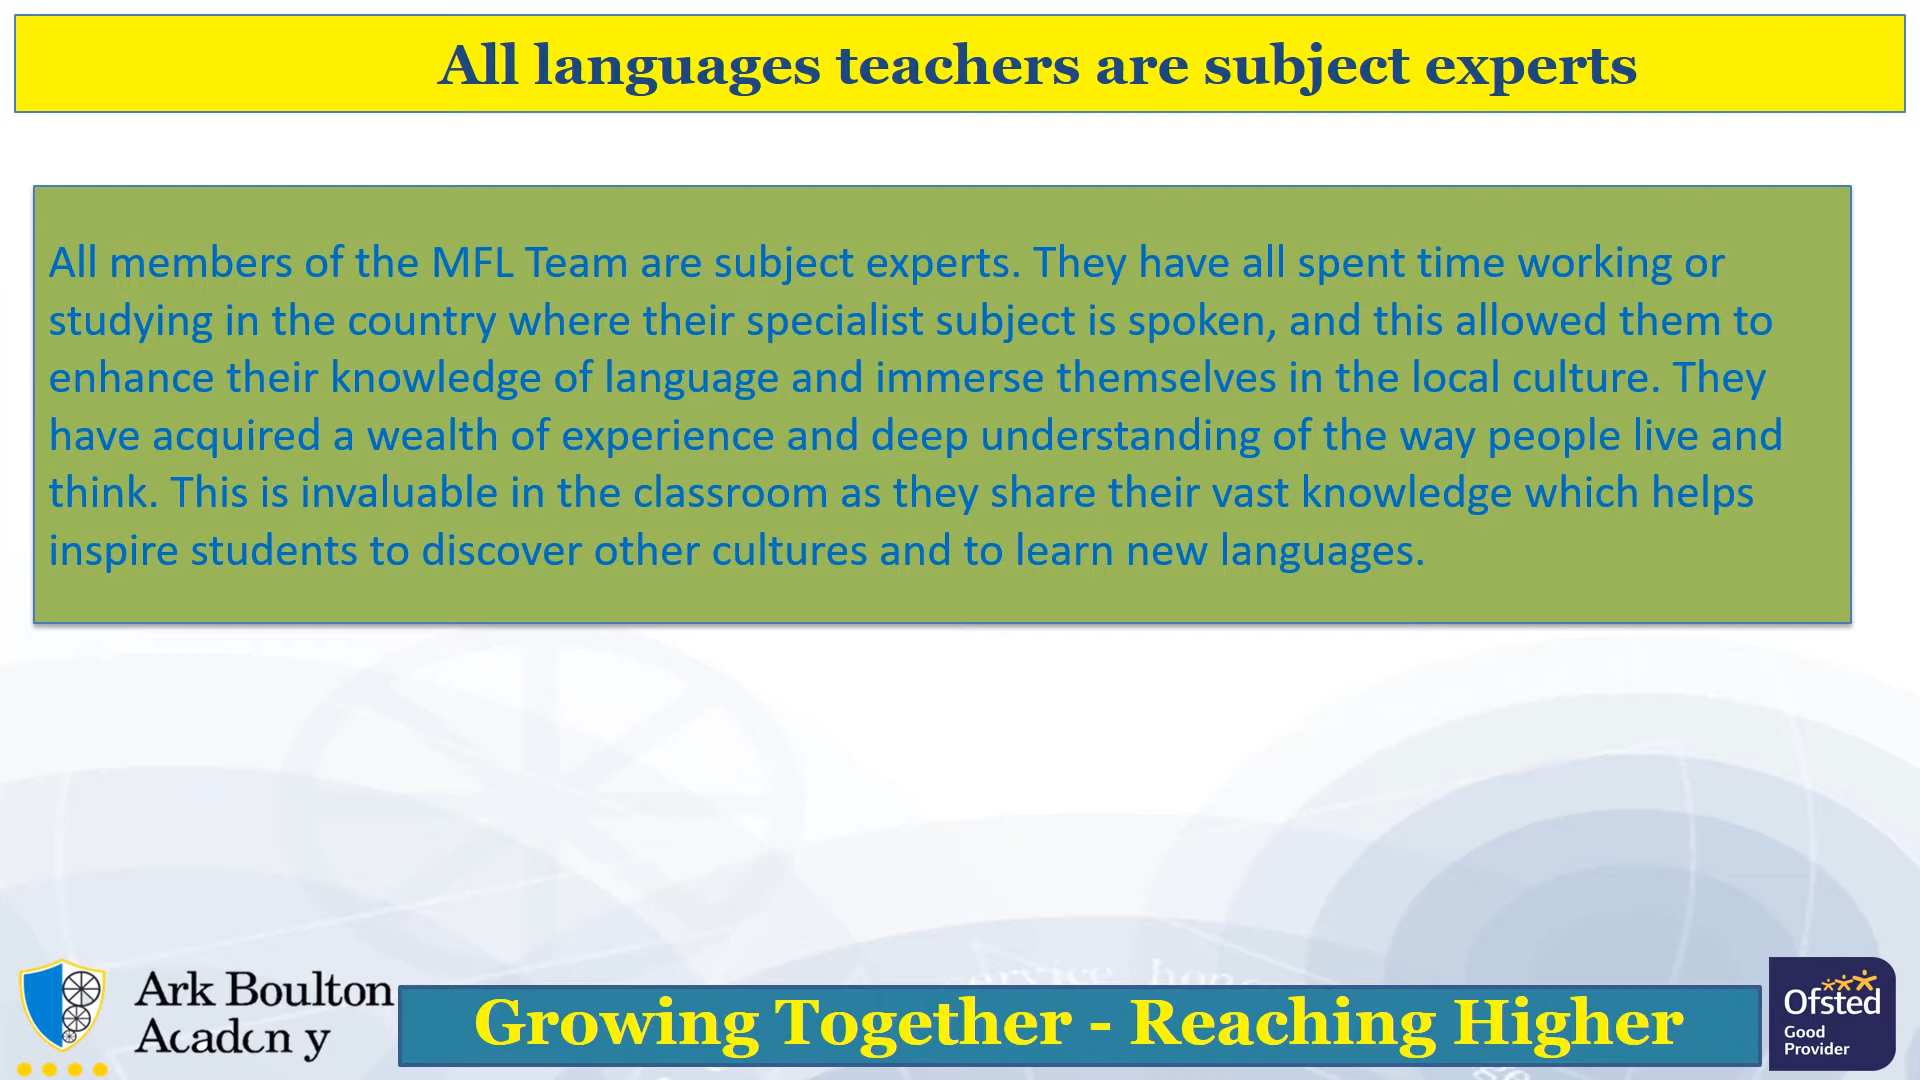 All languages teachers are subject experts
All members of the MFL Team are subject experts. They have all spent time working or
studying in the country where their specialist subject is spoken, and this allowed them to
enhance their knowledge of language and immerse themselves in the local culture. They
have acquired a wealth of experience and deep understanding of the way people live and
think. This is invaluable in the classroom as they share their vast knowledge which helps
inspire students to discover other cultures and to learn new languages.
Ark Boulton
Academy
Growing Together - Reaching Higher
Ofsted
Good
Provider